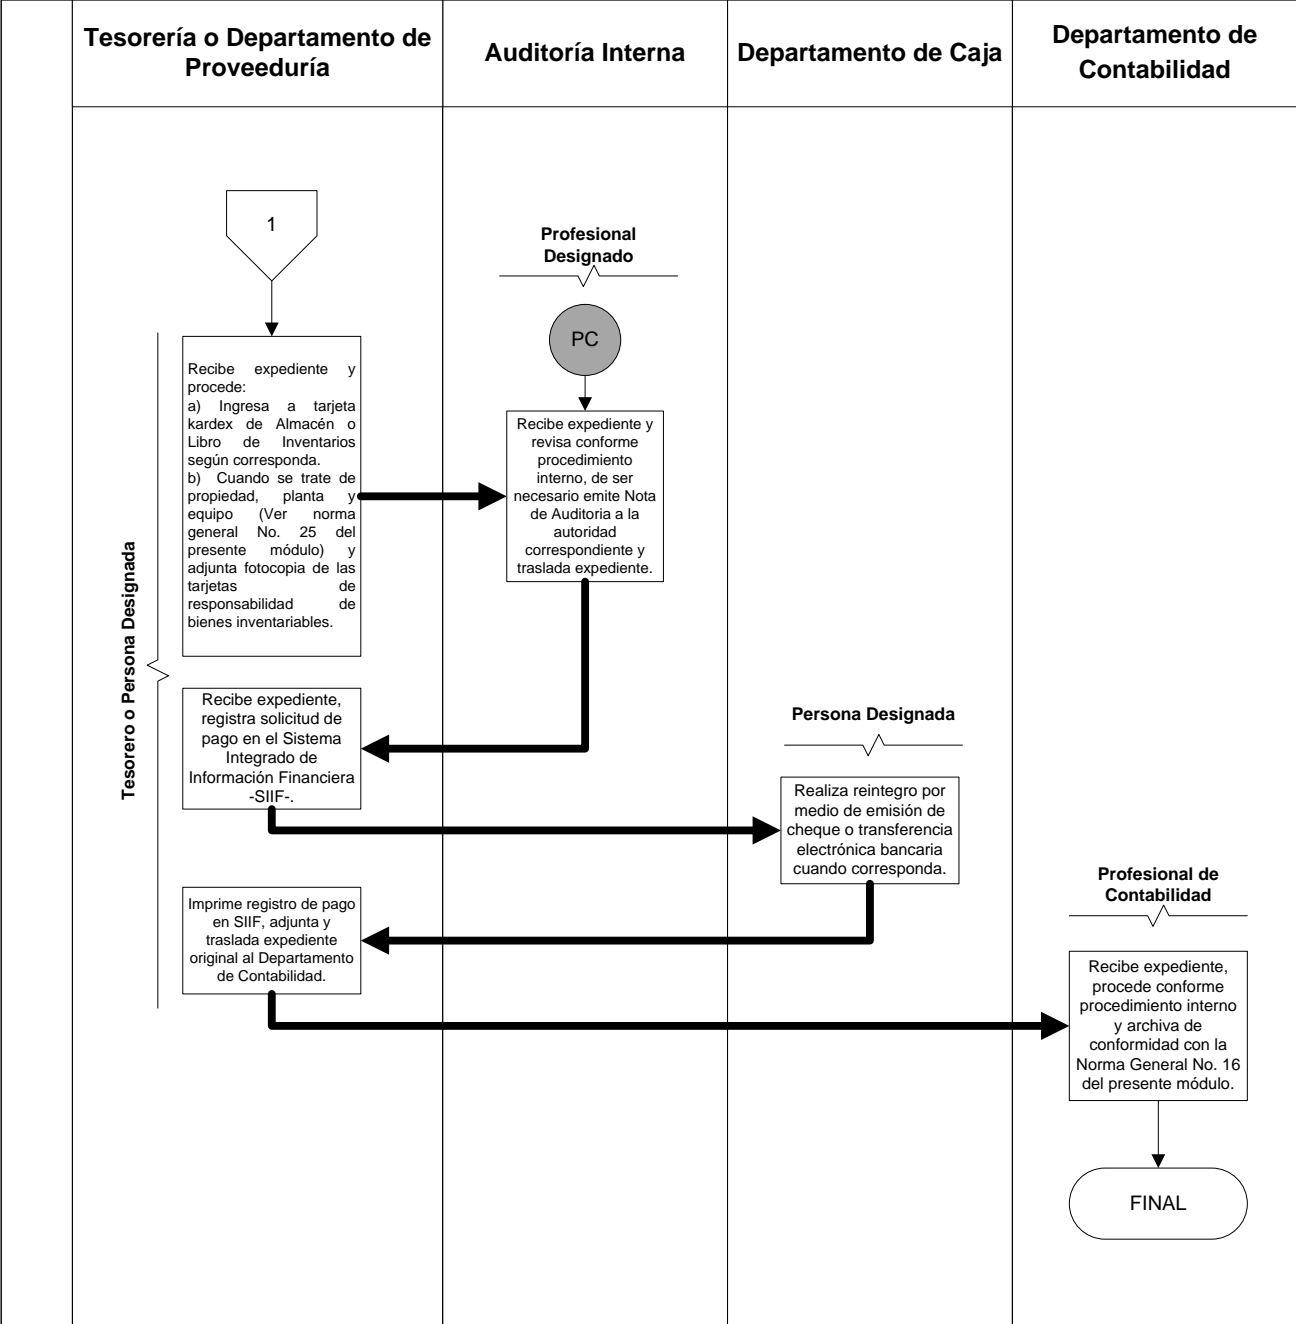 Tesorería o Departamento de
Proveeduría
Auditoría Interna
Departamento de Caja
Departamento de
Contabilidad
1
Tesorero o Persona Designada
Recibe expediente y
procede:
a) Ingresa a tarjeta
kardex de Almacén o
Libro de Inventarios
según corresponda.
b) Cuando se trate de
propiedad, planta y
equipo (Ver norma
general No. 25 del
presente módulo) y
adjunta fotocopia de las
tarjetas de
responsabilidad de
bienes inventariables.
Profesional
Designado
PC
Recibe expediente y
revisa conforme
procedimiento
interno, de ser
necesario emite Nota
de Auditoria a la
autoridad
correspondiente y
traslada expediente.
Recibe expediente,
registra solicitud de
pago en el Sistema
Integrado de
Información Financiera
-SIIF-.
Persona Designada
Realiza reintegro por
medio de emisión de
cheque o transferencia
electrónica bancaria
cuando corresponda.
Imprime registro de pago
en SIIF, adjunta y
traslada expediente
original al Departamento
de Contabilidad.
Profesional de
Contabilidad
Recibe expediente,
procede conforme
procedimiento interno
y archiva de
conformidad con la
Norma General No. 16
del presente módulo.
FINAL